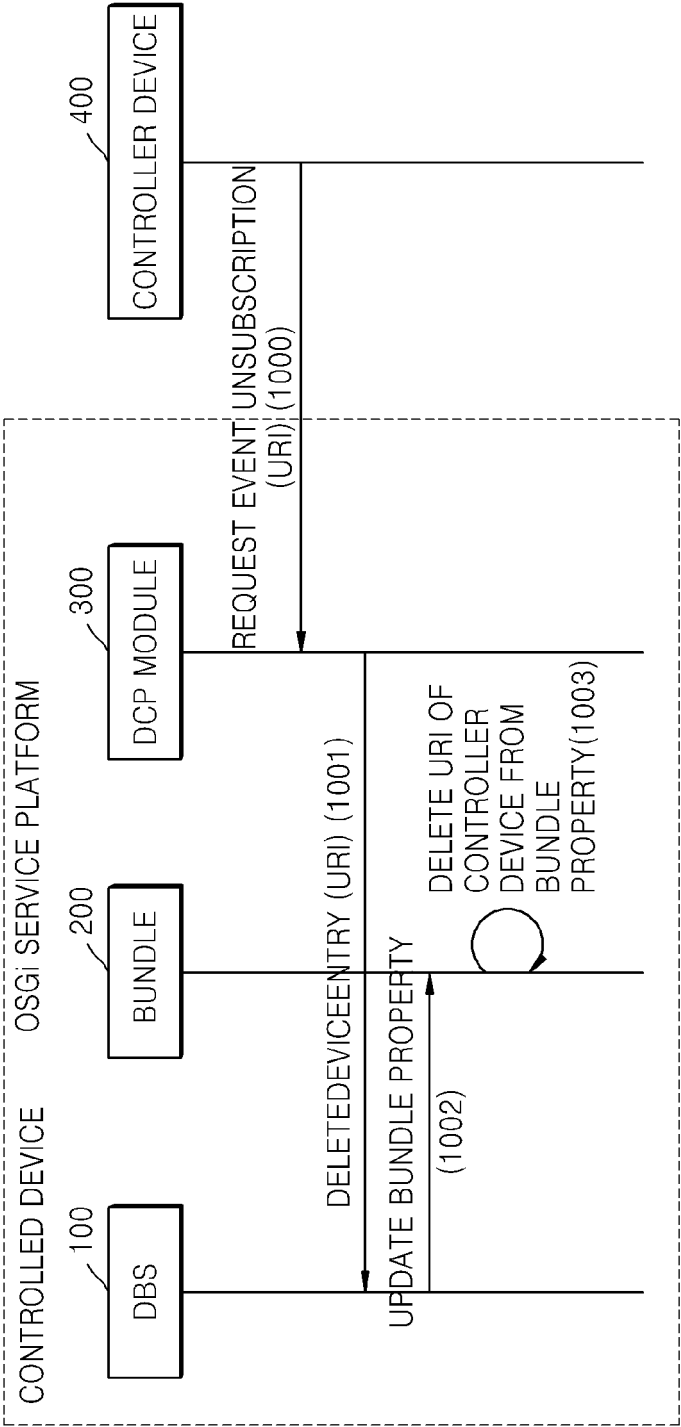 CONTROLLED DEVICE
OSGi SERVICE PLATFORM
100
200
300
400
DBS
BUNDLE
DCP MODULE
CONTROLLER DEVICE
REQUEST EVENT UNSUBSCRIPTION
(URI) (1000)
DELETEDEVICEENTRY (URI) (1001)
UPDATE BUNDLE PROPERTY
(1002)
DELETE URI OF
CONTROLLER
DEVICE FROM
BUNDLE
PROPERTY(1003)